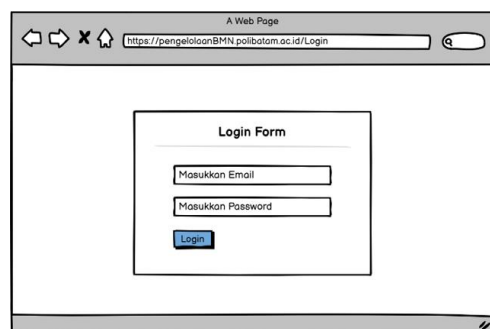 A Web Page
https://pengelolaanBMN.polibatam.ac.id/Login
Login Form
Masukkan Email
Masukkan Password
Login